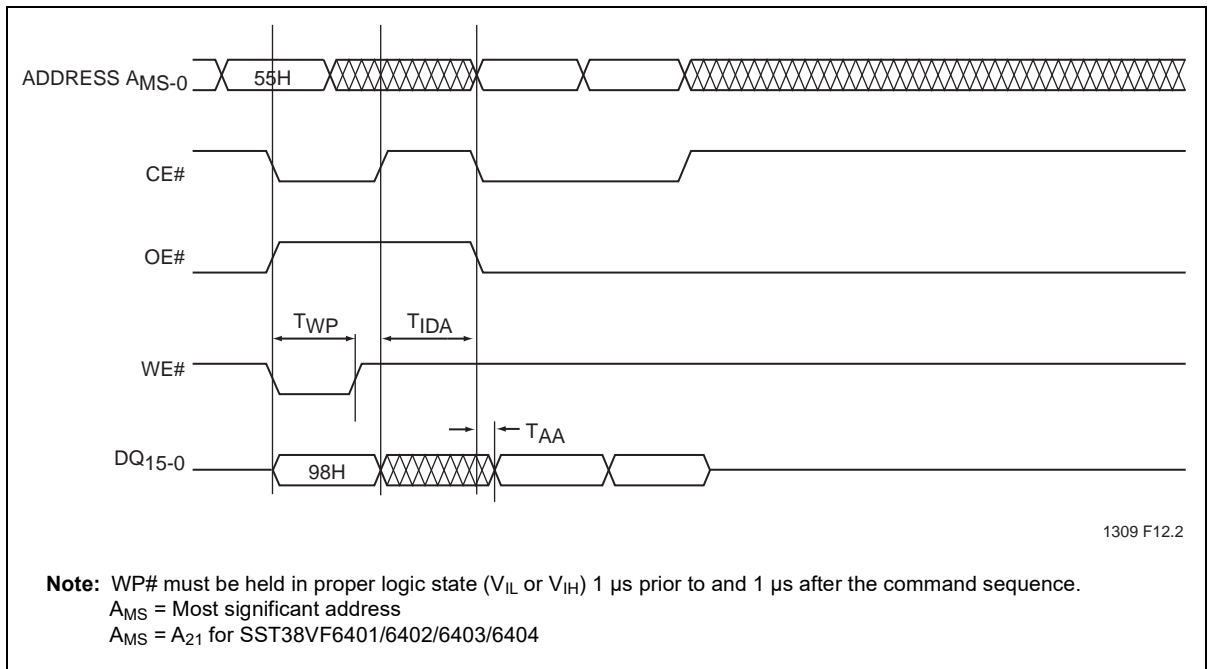 ADDRESS AMS-0
55H
CE#
OE#
TWP TIDA
WE#
TAA
DQ15-0
98H
1309 F12.2
Note: WP# must be held in proper logic state (VIL or VIH) 1 µs prior to and 1 µs after the command sequence.
AMS = Most significant address
AMS = A21 for SST38VF6401/6402/6403/6404